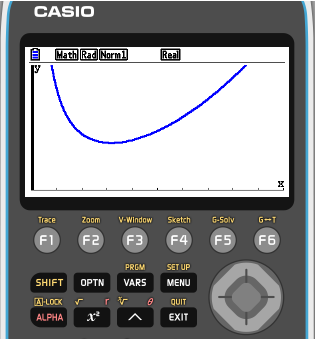 CASIO
Math Rad Norm1 Real
y
x
Trace Zoom V-Window Sketch G-Solv G↔T
F1 F2 F3 F4 F5 F6
PRGM SET UP
SHIFT OPTN VARS MENU
A-LOCK √ r ∛ θ QUIT
ALPHA x² ^ EXIT